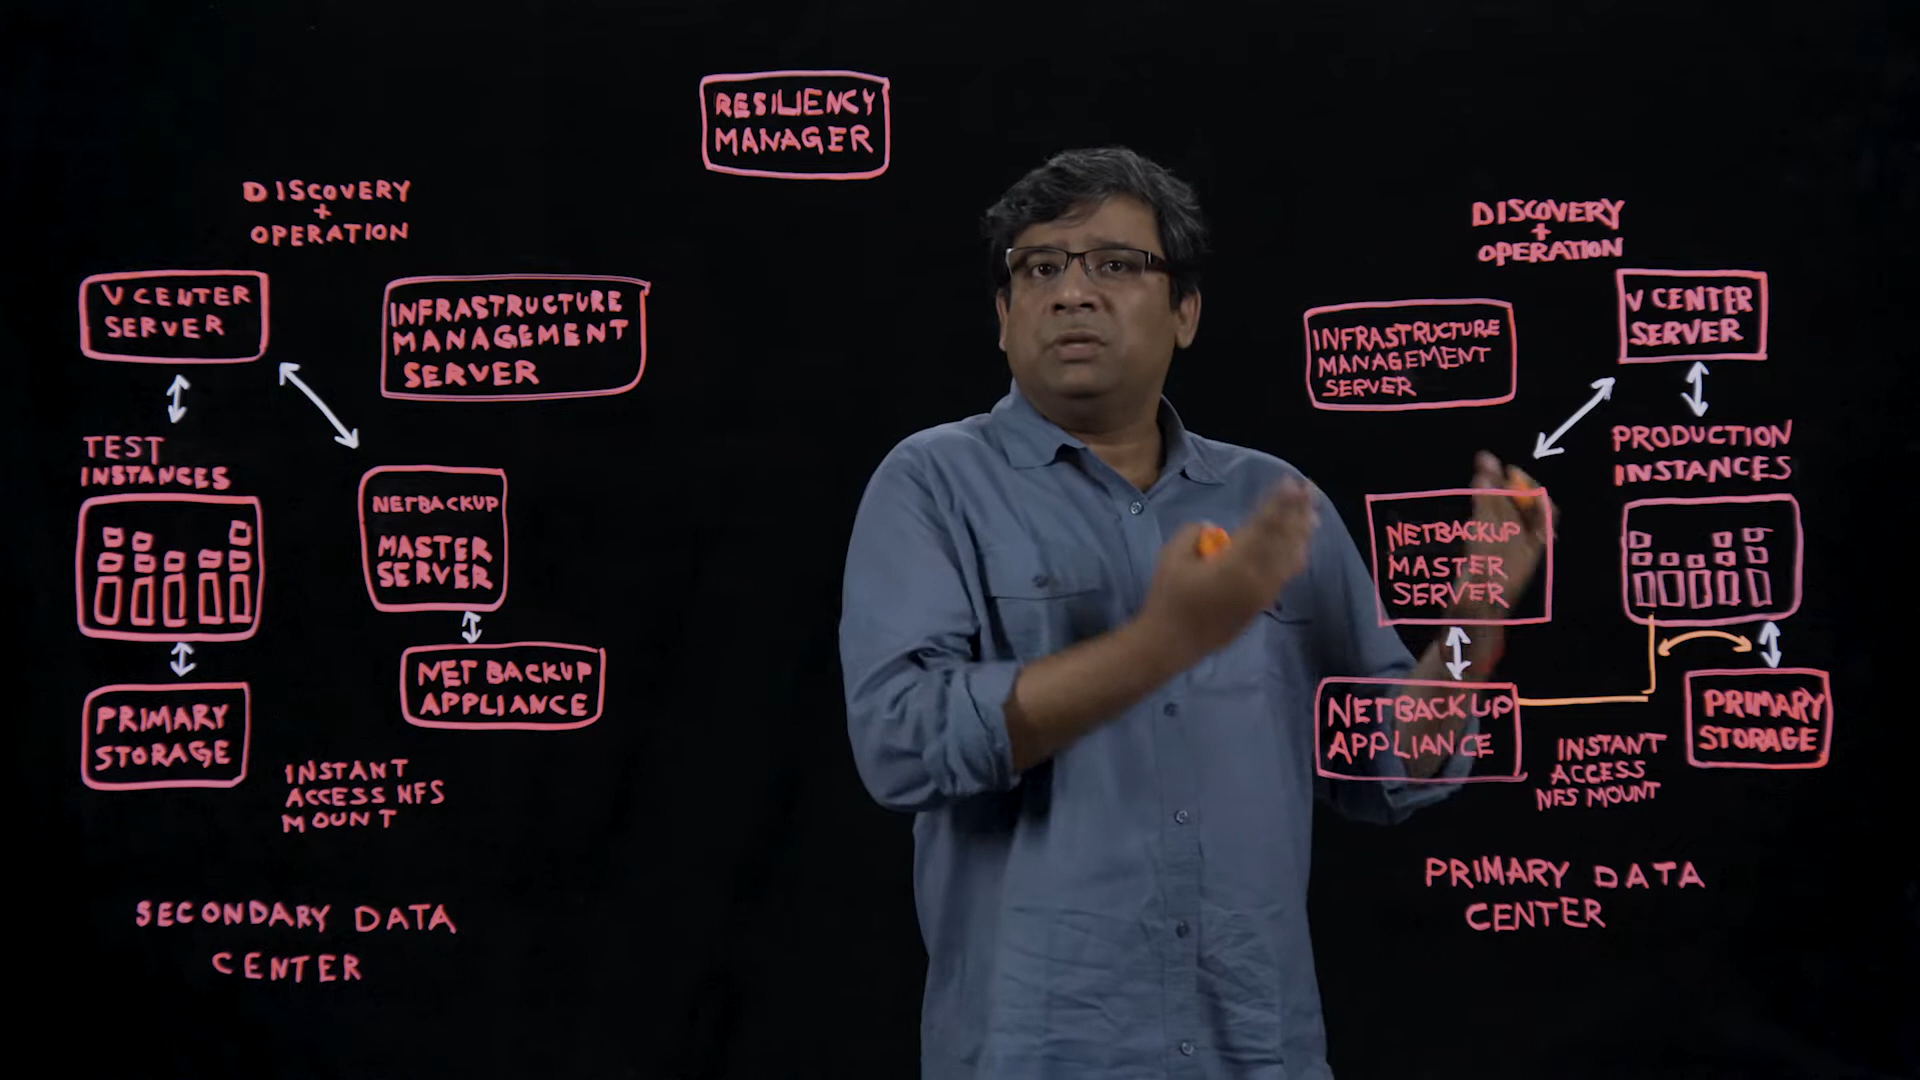 RESILIENCY
MANAGER
DISCOVERY
+
OPERATION
V CENTER
SERVER
INFRASTRUCTURE
MANAGEMENT
SERVER
TEST
INSTANCES
NETBACKUP
MASTER
SERVER
NET BACKUP
APPLIANCE
PRIMARY
STORAGE
INSTANT
ACCESS NFS
MOUNT
SECONDARY DATA
CENTER
DISCOVERY
+
OPERATION
INFRASTRUCTURE
MANAGEMENT
SERVER
V CENTER
SERVER
PRODUCTION
INSTANCES
NETBACKUP
MASTER
SERVER
NETBACKUP
APPLIANCE
PRIMARY
STORAGE
INSTANT
ACCESS
NFS MOUNT
PRIMARY DATA
CENTER